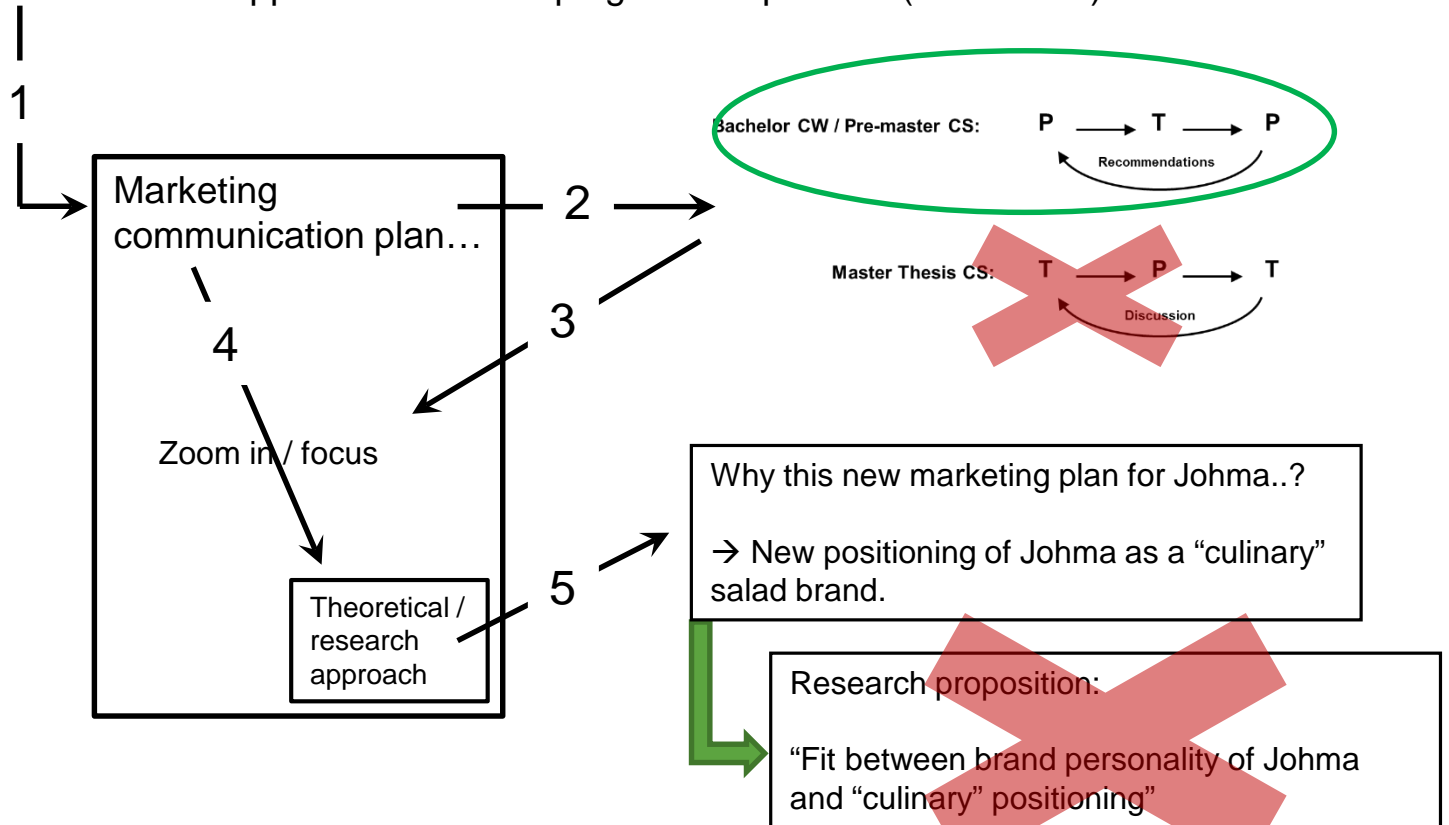 1
Marketing
communication plan…
2
3
4
Zoom in / focus
Theoretical /
research
approach
5
Bachelor CW / Pre-master CS: P T P
Recommendations
Master Thesis CS: T P T
Discussion
Why this new marketing plan for Johma..?
→ New positioning of Johma as a “culinary”
salad brand.
Research proposition:
“Fit between brand personality of Johma
and “culinary” positioning”